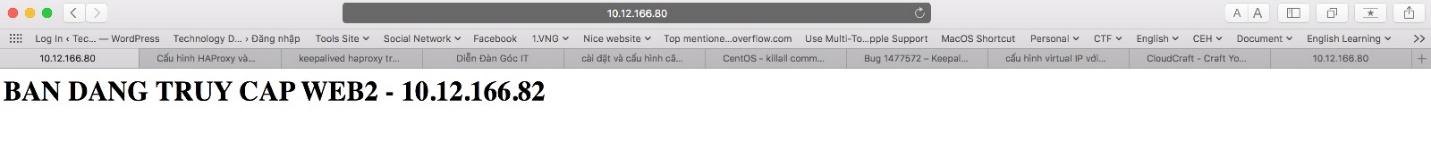 10.12.166.80
A A
Log In ‹ Tec... — WordPress Technology D... › Đăng nhập Tools Site Social Network Facebook 1.VNG Nice website Top mentione...overflow.com Use Multi-To...pple Support MacOS Shortcut Personal CTF English CEH Document English Learning >>
10.12.166.80 Cấu hình HAProxy và... keepalived haproxy tr... Diễn Đàn Góc IT cài đặt và cấu hình câ... CentOS - killall comm... Bug 1477572 – Keepal... cấu hình virtual IP với... CloudCraft - Craft Yo... 10.12.166.80 +
BAN DANG TRUY CAP WEB2 - 10.12.166.82